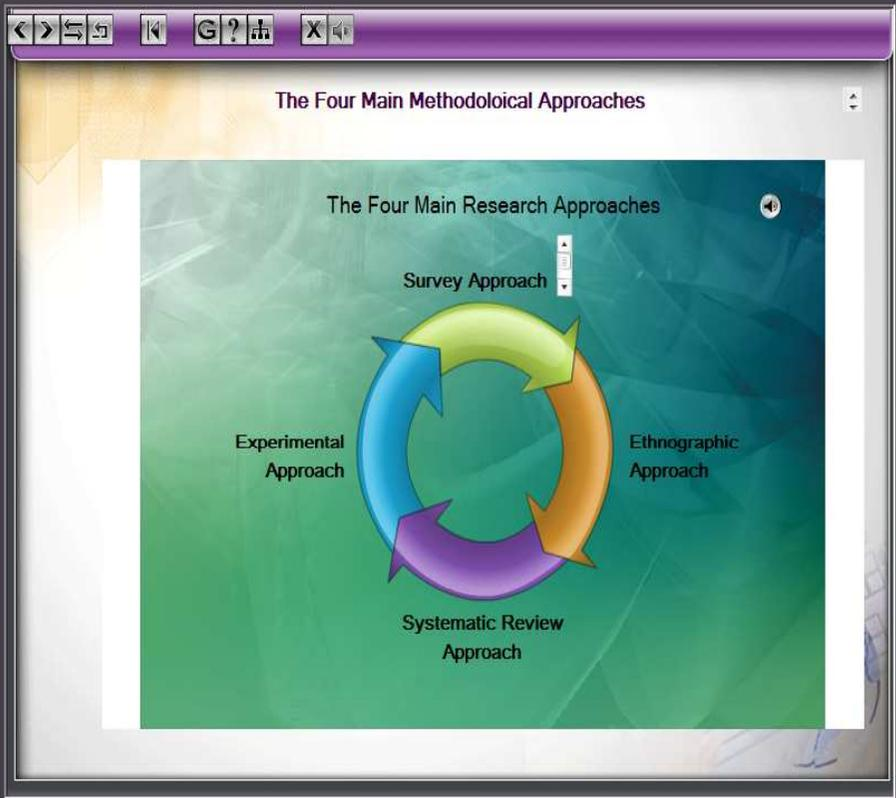 G ? X
The Four Main Methodoloical Approaches
The Four Main Research Approaches
Survey Approach
Experimental
Approach
Ethnographic
Approach
Systematic Review
Approach